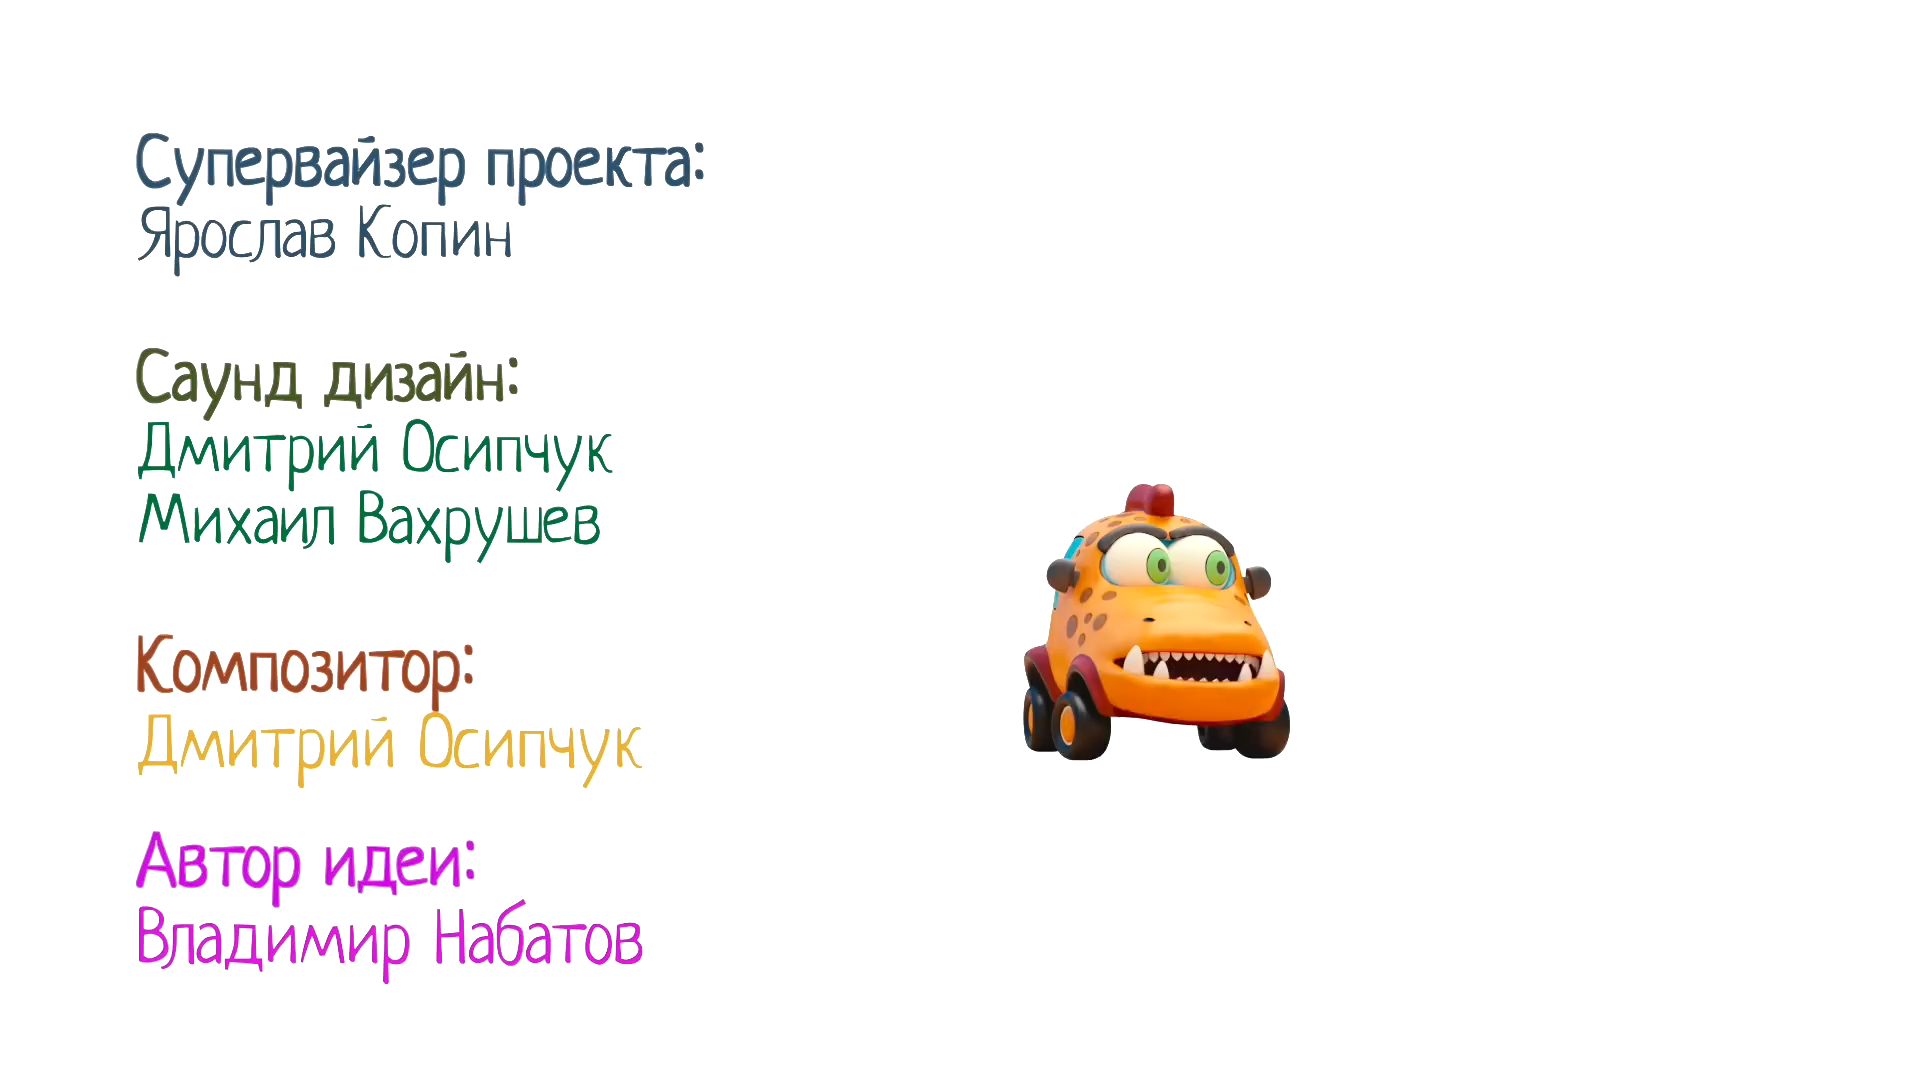 Супервайзер проекта:
Ярослав Копин
Саунд дизайн:
Дмитрий Осипчук
Михаил Вахрушев
Композитор:
Дмитрий Осипчук
Автор идеи:
Владимир Набатов